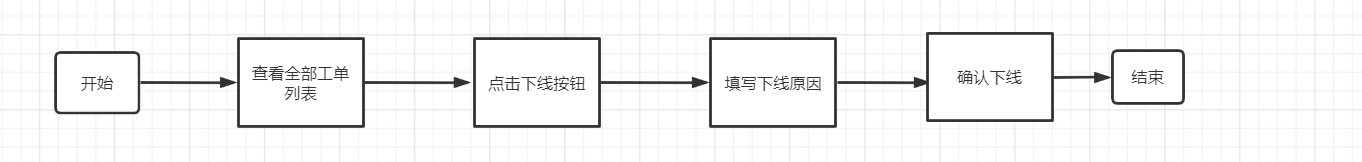 开始
查看全部工单
列表
点击下线按钮
填写下线原因
确认下线
结束